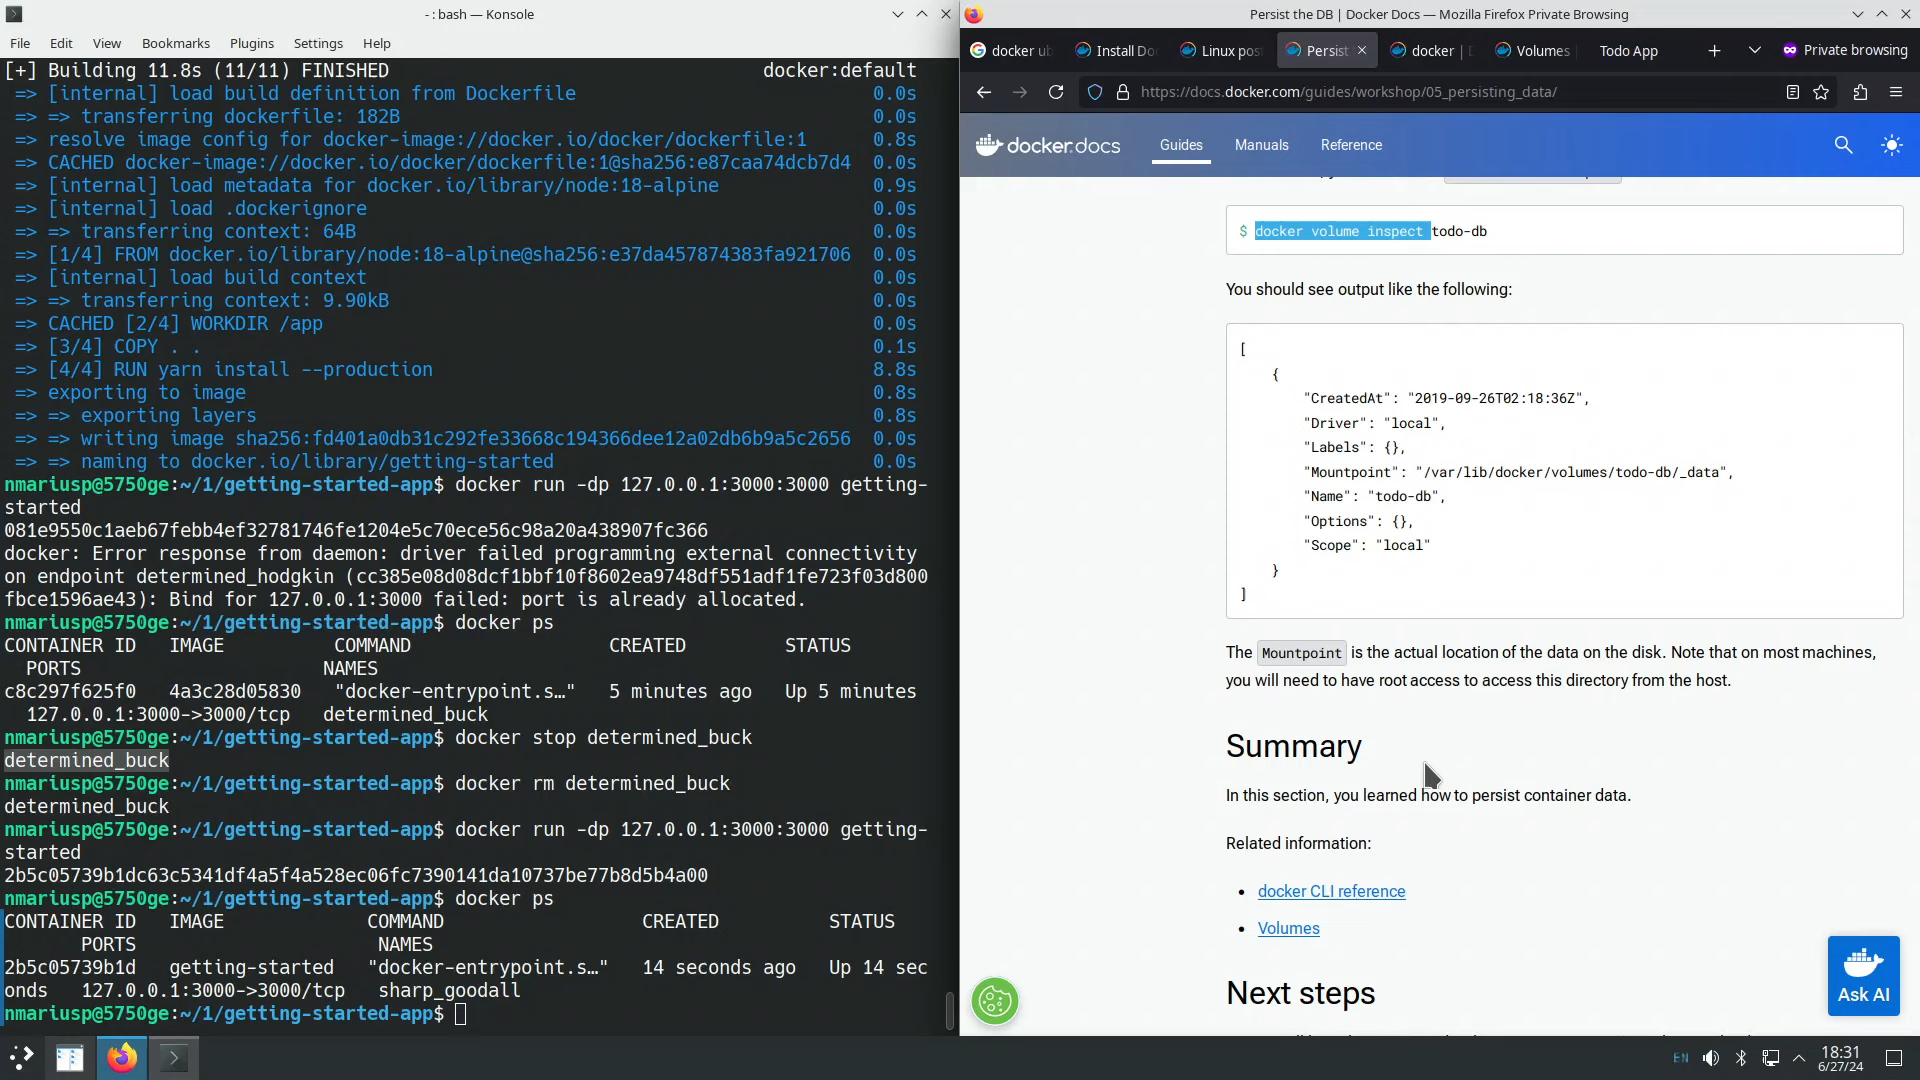 - : bash — Konsole
File Edit View Bookmarks Plugins Settings Help
[+] Building 11.8s (11/11) FINISHED docker:default
=> [internal] load build definition from Dockerfile 0.0s
=> => transferring dockerfile: 182B 0.0s
=> resolve image config for docker-image://docker.io/docker/dockerfile:1 0.8s
=> CACHED docker-image://docker.io/docker/dockerfile:1@sha256:e87caa74dcb7d4 0.0s
=> [internal] load metadata for docker.io/library/node:18-alpine 0.9s
=> [internal] load .dockerignore 0.0s
=> => transferring context: 64B 0.0s
=> [1/4] FROM docker.io/library/node:18-alpine@sha256:e37da457874383fa921706 0.0s
=> [internal] load build context 0.0s
=> => transferring context: 9.90kB 0.0s
=> CACHED [2/4] WORKDIR /app 0.0s
=> [3/4] COPY . . 0.1s
=> [4/4] RUN yarn install --production 8.8s
=> exporting to image 0.8s
=> => exporting layers 0.8s
=> => writing image sha256:fd401a0db31c292fe33668c194366dee12a02db6b9a5c2656 0.0s
=> => naming to docker.io/library/getting-started 0.0s
nmariusp@5750ge:~/1/getting-started-app$ docker run -dp 127.0.0.1:3000:3000 getting-
started
081e9550c1aeb67febb4ef32781746fe1204e5c70ece56c98a20a438907fc366
docker: Error response from daemon: driver failed programming external connectivity
on endpoint determined_hodgkin (cc385e08d08dcf1bbf10f8602ea9748df551adf1fe723f03d800
fbce1596ae43): Bind for 127.0.0.1:3000 failed: port is already allocated.
nmariusp@5750ge:~/1/getting-started-app$ docker ps
CONTAINER ID IMAGE COMMAND CREATED STATUS
PORTS NAMES
c8c297f625f0 4a3c28d05830 "docker-entrypoint.s…" 5 minutes ago Up 5 minutes
127.0.0.1:3000->3000/tcp determined_buck
nmariusp@5750ge:~/1/getting-started-app$ docker stop determined_buck
determined_buck
nmariusp@5750ge:~/1/getting-started-app$ docker rm determined_buck
determined_buck
nmariusp@5750ge:~/1/getting-started-app$ docker run -dp 127.0.0.1:3000:3000 getting-
started
2b5c05739b1dc63c5341df4a5f4a528ec06fc7390141da10737be77b8d5b4a00
nmariusp@5750ge:~/1/getting-started-app$ docker ps
CONTAINER ID IMAGE COMMAND CREATED STATUS
PORTS NAMES
2b5c05739b1d getting-started "docker-entrypoint.s…" 14 seconds ago Up 14 sec
onds 127.0.0.1:3000->3000/tcp sharp_goodall
nmariusp@5750ge:~/1/getting-started-app$
Persist the DB | Docker Docs — Mozilla Firefox Private Browsing
docker ub Install Do Linux pos Persist docker | Volumes Todo App Private browsing
https://docs.docker.com/guides/workshop/05_persisting_data/
docker.docs Guides Manuals Reference
$ docker volume inspect todo-db
You should see output like the following:
[
{
"CreatedAt": "2019-09-26T02:18:36Z",
"Driver": "local",
"Labels": {},
"Mountpoint": "/var/lib/docker/volumes/todo-db/_data",
"Name": "todo-db",
"Options": {},
"Scope": "local"
}
]
The Mountpoint is the actual location of the data on the disk. Note that on most machines,
you will need to have root access to access this directory from the host.
Summary
In this section, you learned how to persist container data.
Related information:
• docker CLI reference
• Volumes
Next steps
Ask AI
EN 18:31
6/27/24